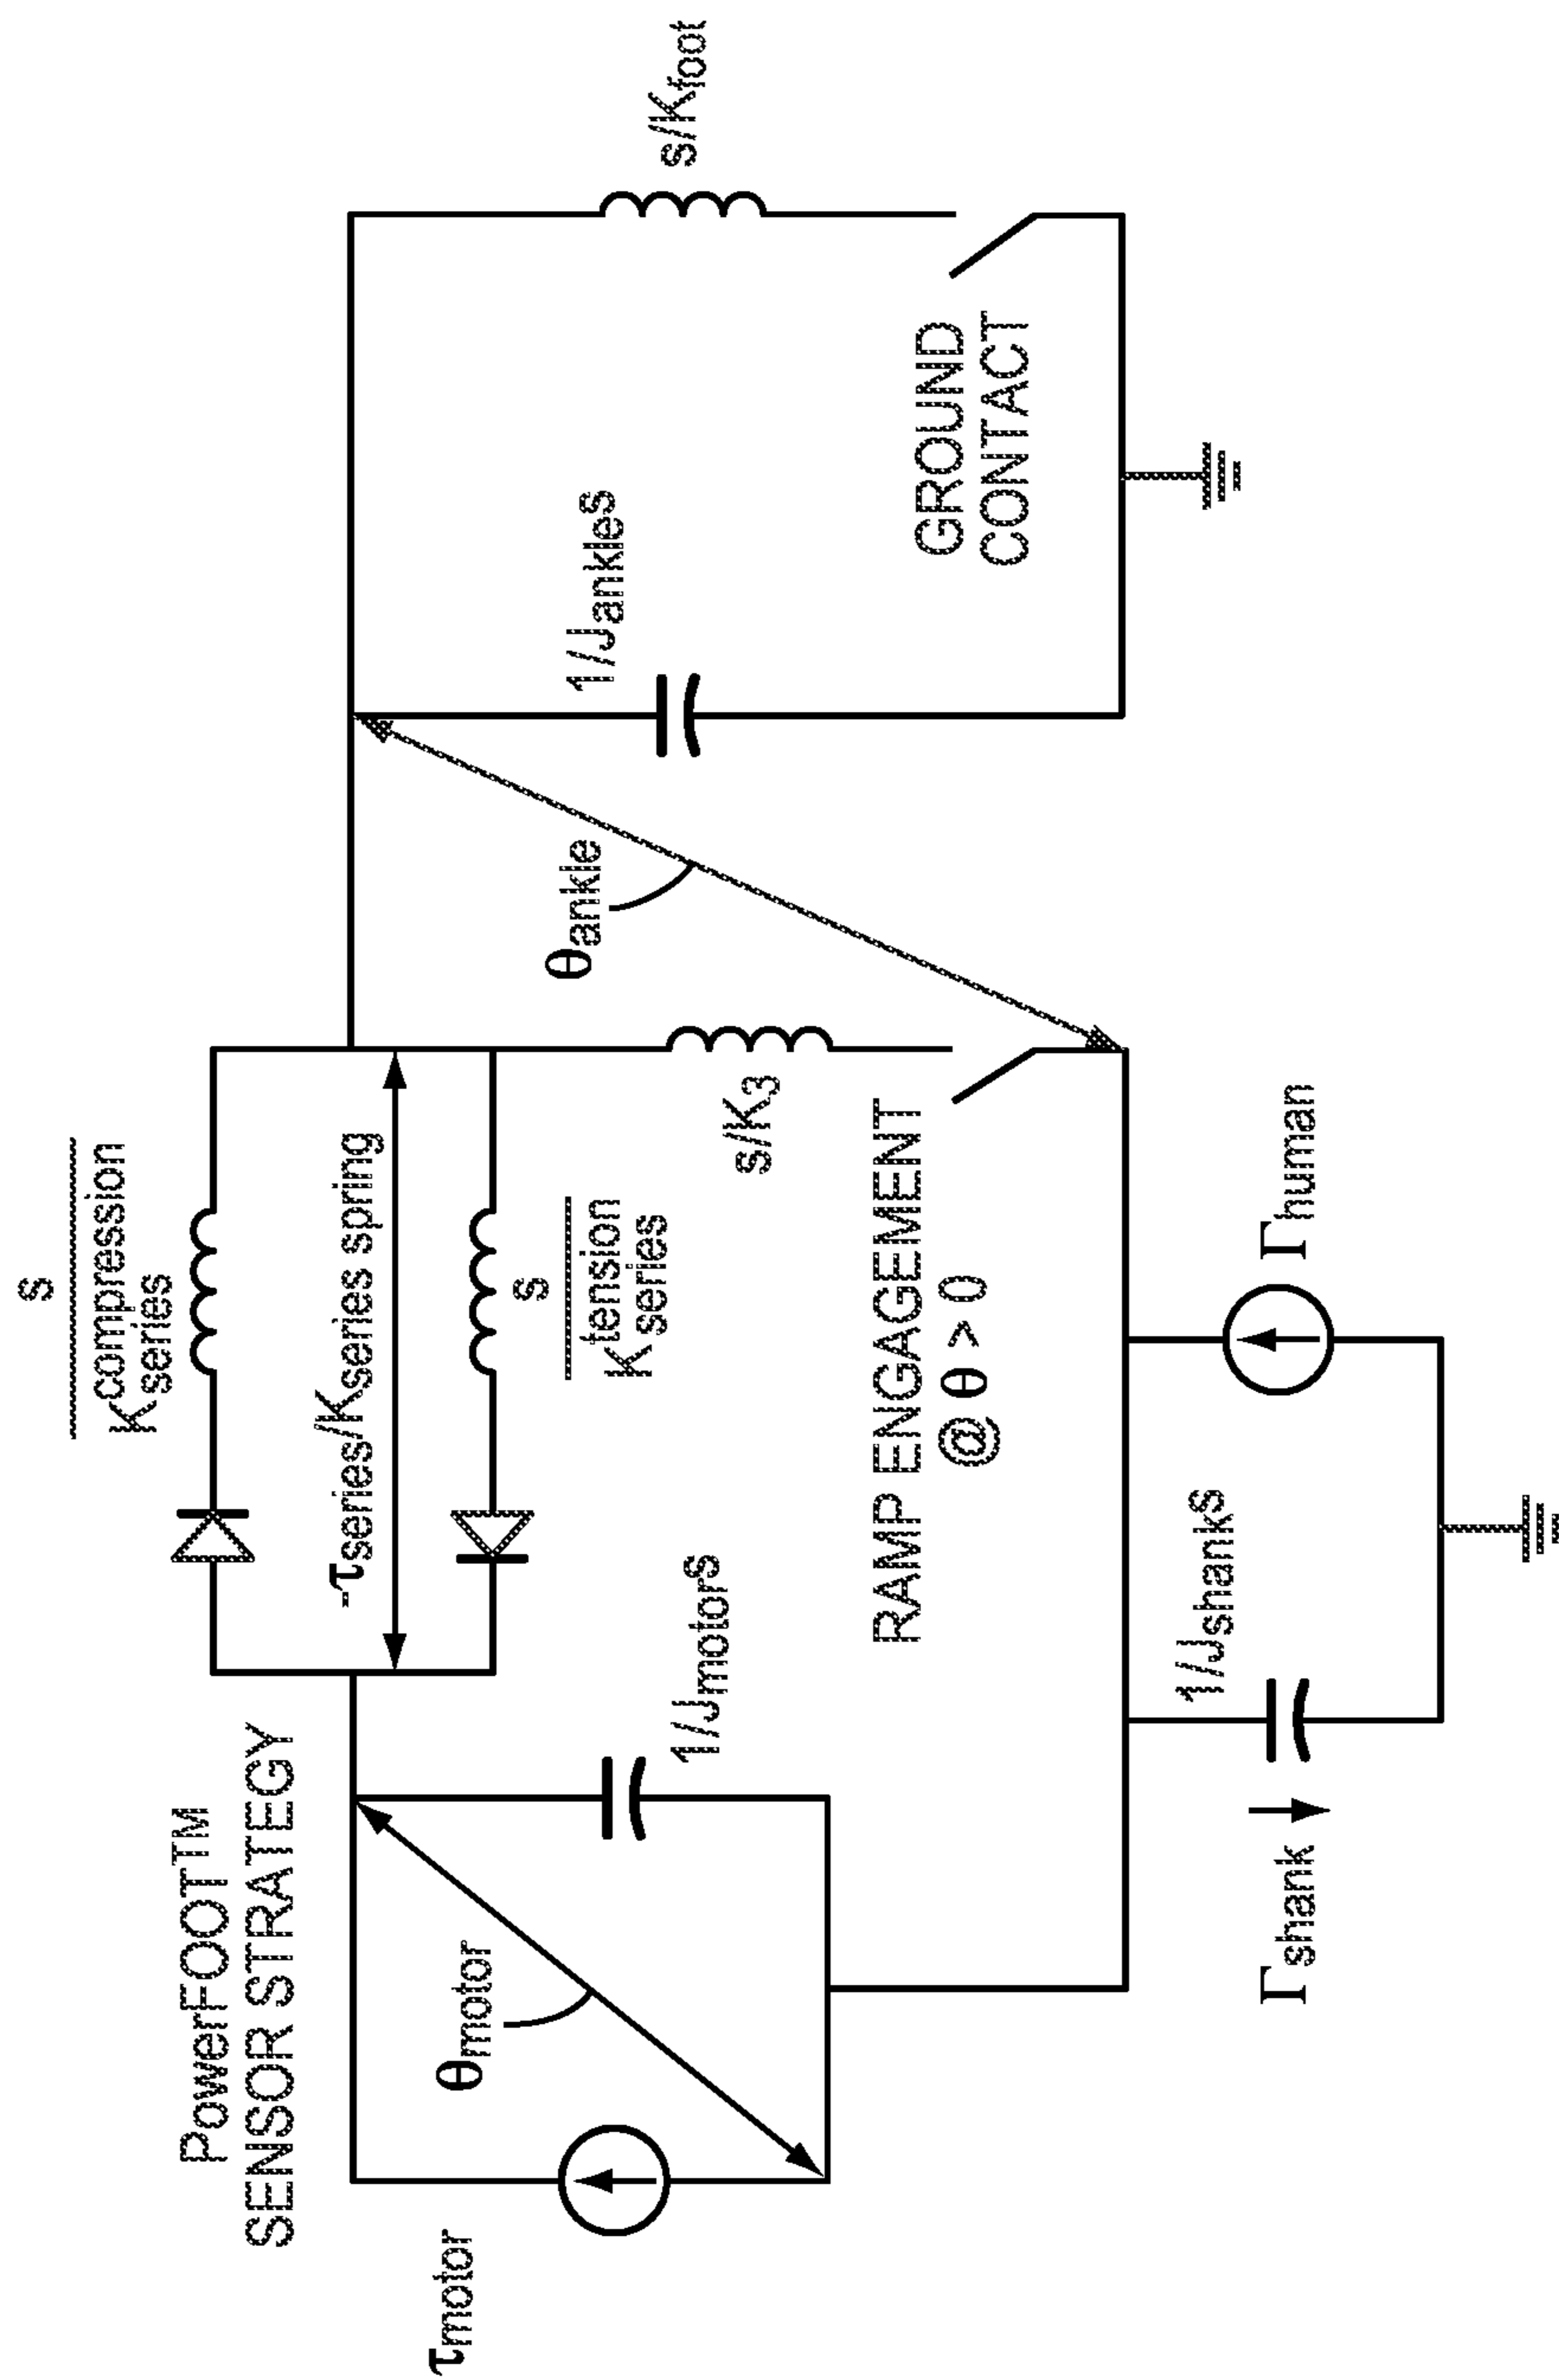 PowerFOOT™
SENSOR STRATEGY
τmotor
θmotor
1/Jmotors
s
Kcompression series
-τseries/Kseries spring
s
Ktension series
s/K3
RAMP ENGAGEMENT
@ θ > 0
θankle
1/Jankles
s/Kfoot
GROUND
CONTACT
Γshank
1/Jshanks
Γhuman